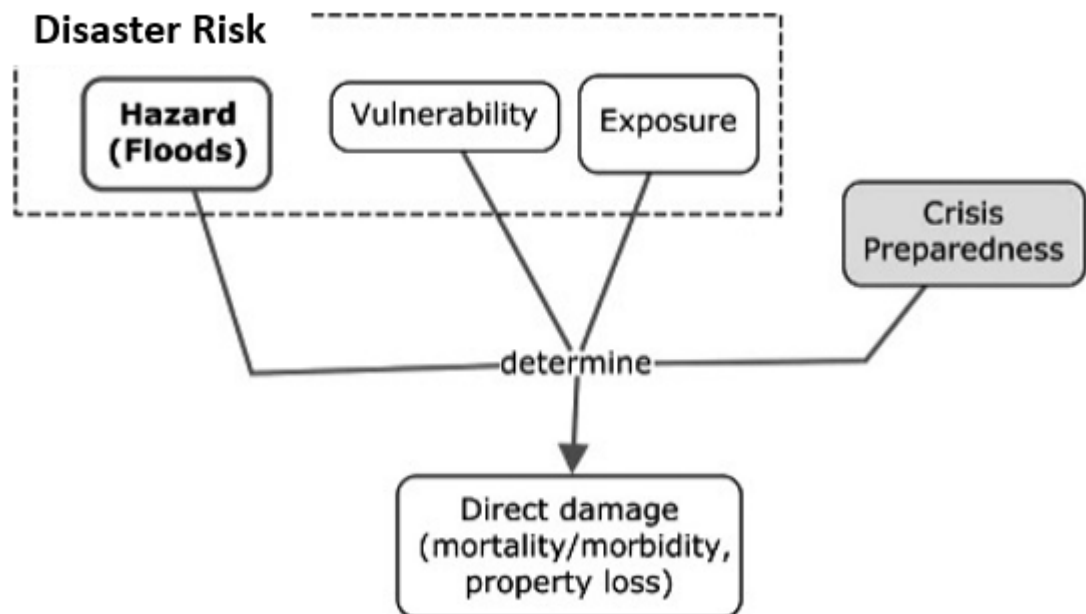 Disaster Risk
Hazard
(Floods)
Vulnerability
Exposure
Crisis
Preparedness
determine
Direct damage
(mortality/morbidity,
property loss)